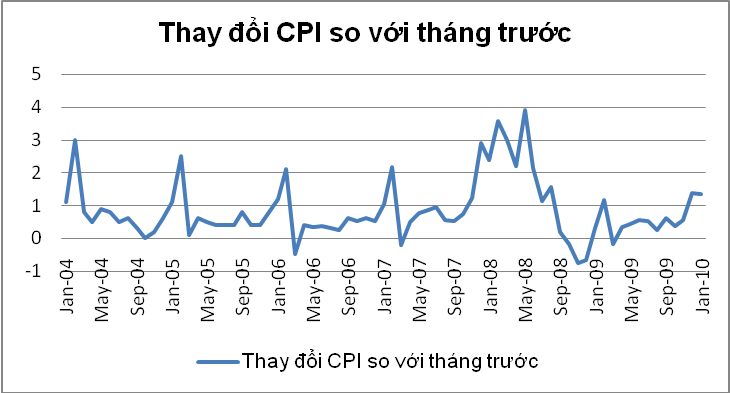 Thay đổi CPI so với tháng trước
5
4
3
2
1
0
-1
Jan-04
May-04
Sep-04
Jan-05
May-05
Sep-05
Jan-06
May-06
Sep-06
Jan-07
May-07
Sep-07
Jan-08
May-08
Sep-08
Jan-09
May-09
Sep-09
Jan-10
Thay đổi CPI so với tháng trước